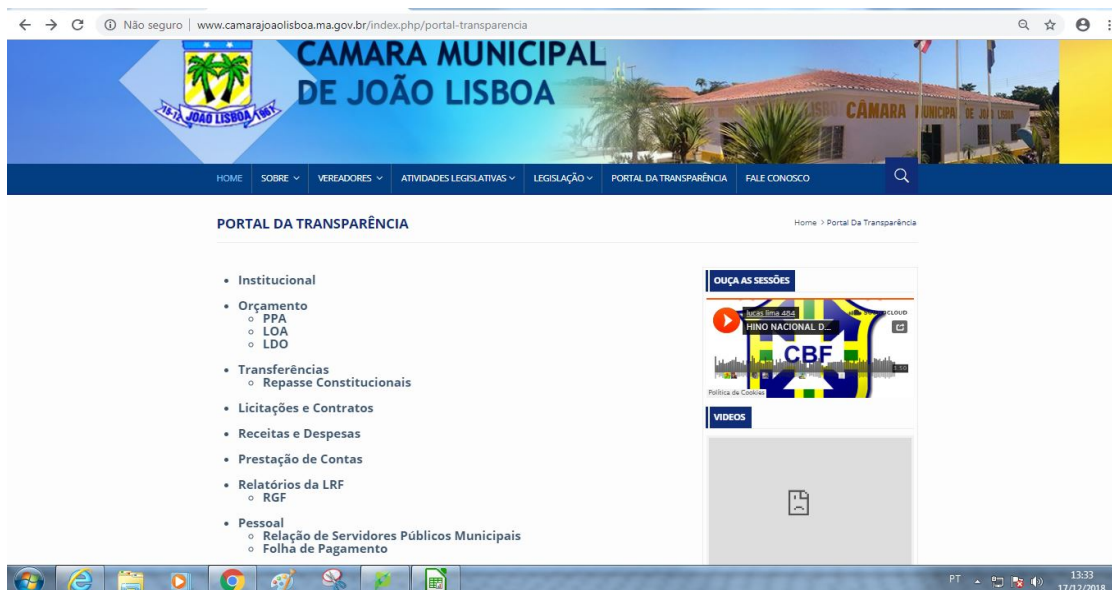 Não seguro | www.camarajoaolisboa.ma.gov.br/index.php/portal-transparencia
CÂMARA MUNICIPAL
DE JOÃO LISBOA
JOÃO LISBOA
CÂMARA MUNICIPAL DE
HOME SOBRE VEREADORES ATIVIDADES LEGISLATIVAS LEGISLAÇÃO PORTAL DA TRANSPARÊNCIA FALE CONOSCO
PORTAL DA TRANSPARÊNCIA
Home > Portal Da Transparência
• Institucional
• Orçamento
○ PPA
○ LOA
○ LDO
• Transferências
○ Repasse Constitucionais
• Licitações e Contratos
• Receitas e Despesas
• Prestação de Contas
• Relatórios da LRF
○ RGF
• Pessoal
○ Relação de Servidores Públicos Municipais
○ Folha de Pagamento
OUÇA AS SESSÕES
lucas lima 484
HINO NACIONAL D...
CBF
Política de Cookies
VIDEOS
PT
13:33
17/12/2018